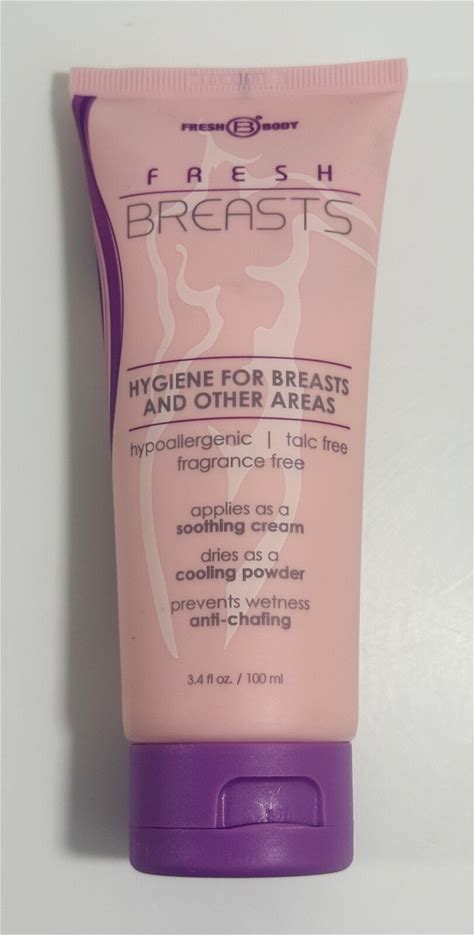 FRESH B BODY
FRESH
BREASTS
HYGIENE FOR BREASTS
AND OTHER AREAS
hypoallergenic | talc free
fragrance free
applies as a
soothing cream
dries as a
cooling powder
prevents wetness
anti-chafing
3.4 fl oz. / 100 ml